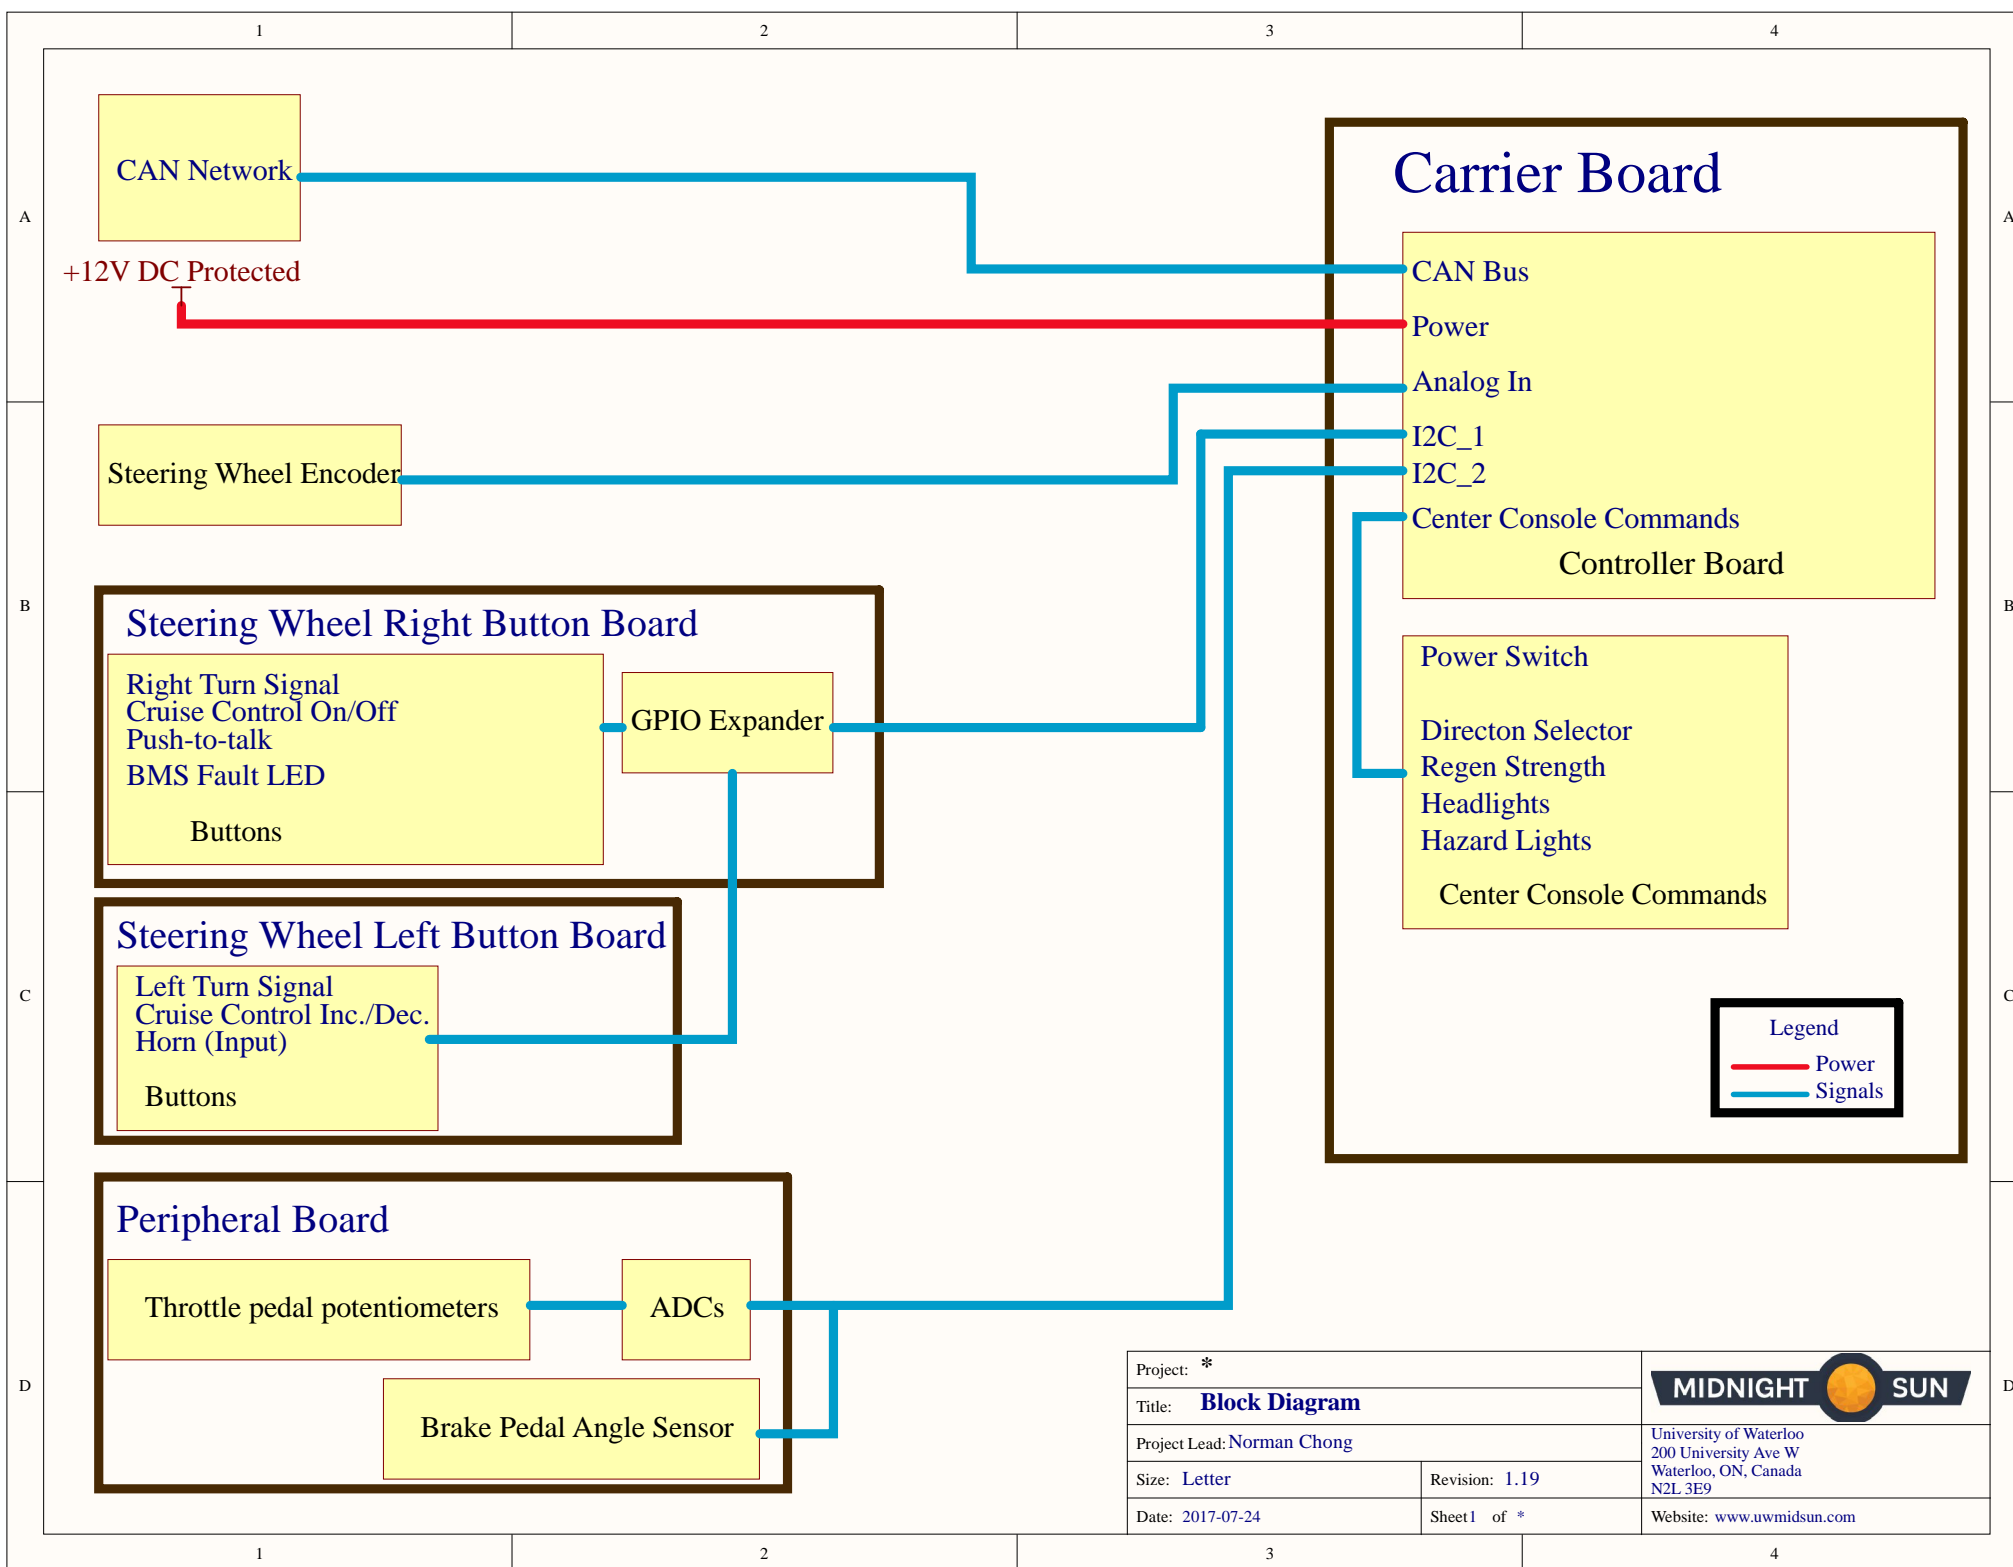 1
2
3
4
A
A
B
B
C
C
D
D
CAN Network
+12V DC Protected
Steering Wheel Encoder
Steering Wheel Right Button Board
Right Turn Signal
Cruise Control On/Off
Push-to-talk
BMS Fault LED
Buttons
GPIO Expander
Steering Wheel Left Button Board
Left Turn Signal
Cruise Control Inc./Dec.
Horn (Input)
Buttons
Peripheral Board
Throttle pedal potentiometers
ADCs
Brake Pedal Angle Sensor
Carrier Board
CAN Bus
Power
Analog In
I2C_1
I2C_2
Center Console Commands
Controller Board
Power Switch
Directon Selector
Regen Strength
Headlights
Hazard Lights
Center Console Commands
Legend
Power
Signals
Project: *
Title: Block Diagram
Project Lead: Norman Chong
Size: Letter
Revision: 1.19
Date: 2017-07-24
Sheet 1 of *
MIDNIGHT SUN
University of Waterloo
200 University Ave W
Waterloo, ON, Canada
N2L 3E9
Website: www.uwmidsun.com
1
2
3
4